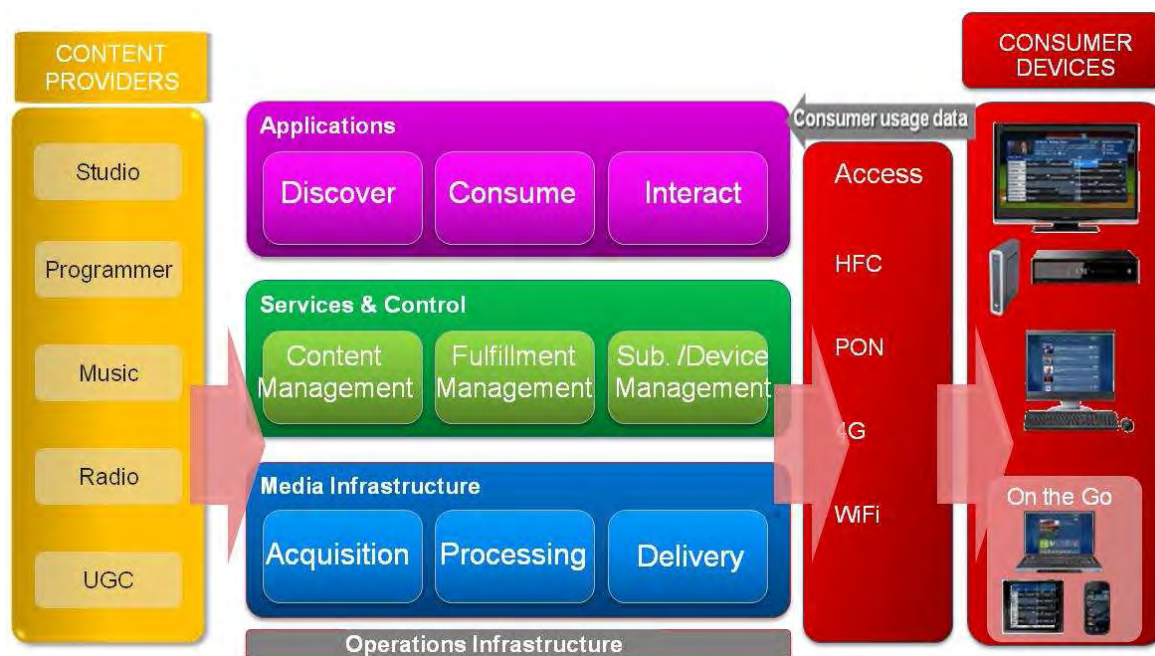 CONTENT
PROVIDERS
Studio
Programmer
Music
Radio
UGC
Applications
Discover
Consume
Interact
Services & Control
Content
Management
Fulfillment
Management
Sub. /Device
Management
Media Infrastructure
Acquisition
Processing
Delivery
Operations Infrastructure
Consumer usage data
Access
HFC
PON
4G
WiFi
CONSUMER
DEVICES
On the Go